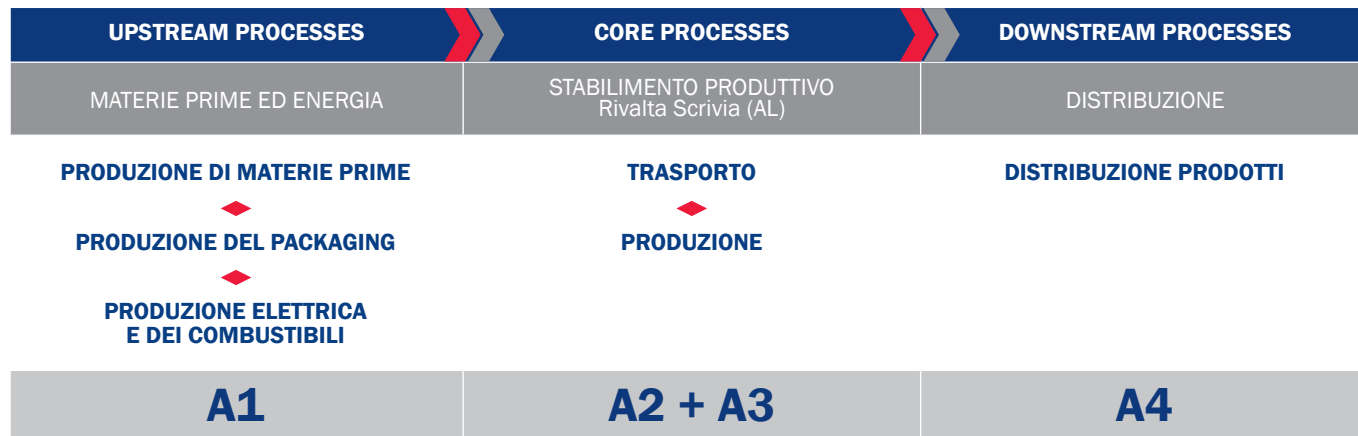 UPSTREAM PROCESSES
CORE PROCESSES
DOWNSTREAM PROCESSES
MATERIE PRIME ED ENERGIA
STABILIMENTO PRODUTTIVO
Rivalta Scrivia (AL)
DISTRIBUZIONE
PRODUZIONE DI MATERIE PRIME
PRODUZIONE DEL PACKAGING
PRODUZIONE ELETTRICA
E DEI COMBUSTIBILI
TRASPORTO
PRODUZIONE
DISTRIBUZIONE PRODOTTI
A1
A2 + A3
A4